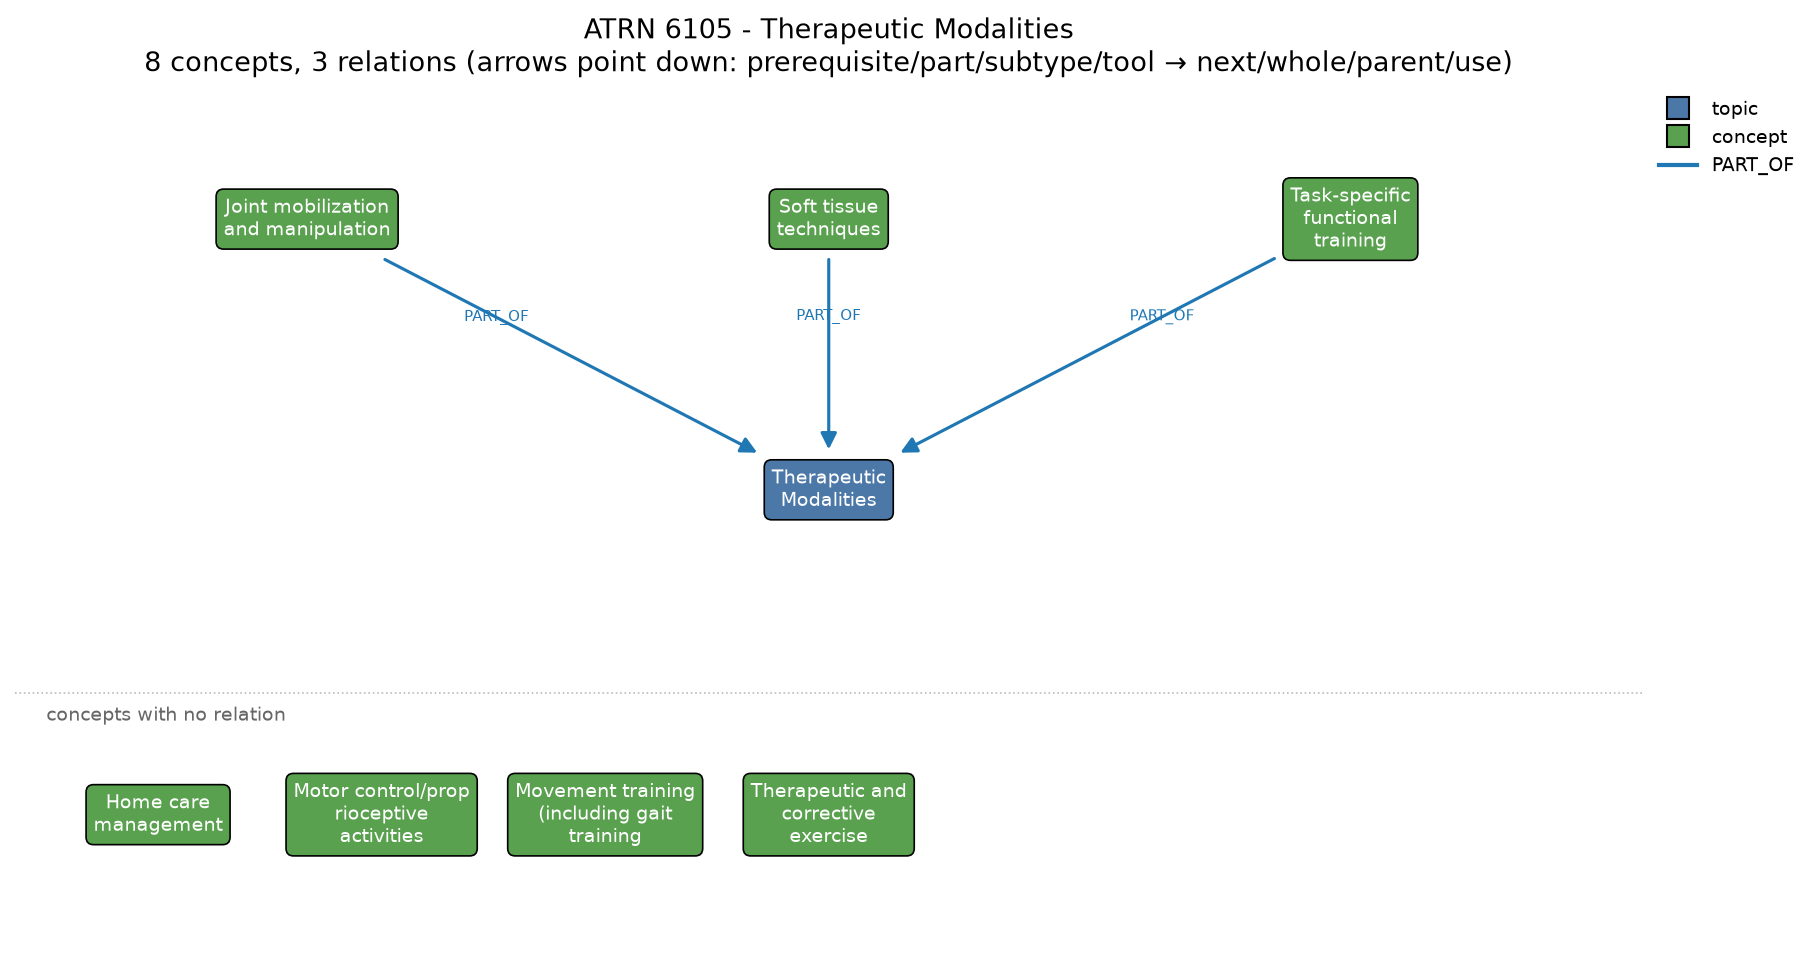 ATRN 6105 - Therapeutic Modalities
8 concepts, 3 relations (arrows point down: prerequisite/part/subtype/tool → next/whole/parent/use)
topic
concept
PART_OF
Joint mobilization
and manipulation
Soft tissue
techniques
Task-specific
functional
training
PART_OF
PART_OF
PART_OF
Therapeutic
Modalities
concepts with no relation
Home care
management
Motor control/prop
rioceptive
activities
Movement training
(including gait
training
Therapeutic and
corrective
exercise